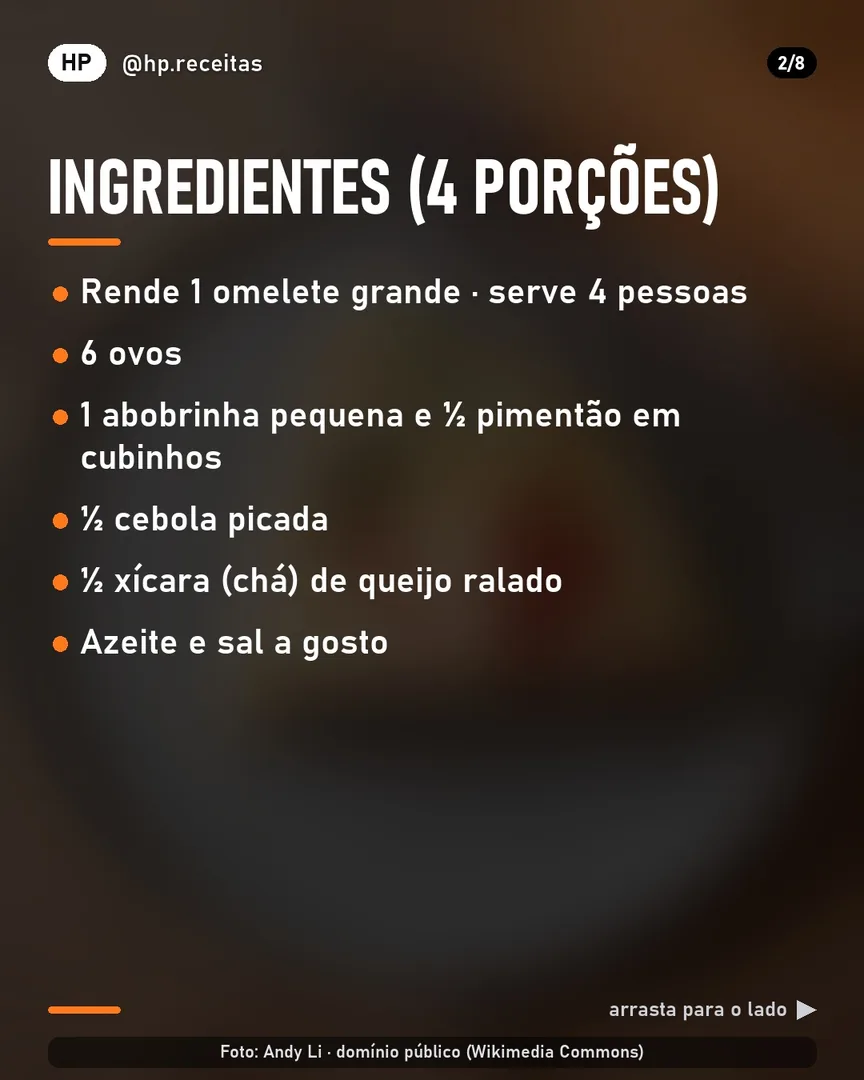 HP @hp.receitas 2/8
INGREDIENTES (4 PORÇÕES)
Rende 1 omelete grande · serve 4 pessoas
6 ovos
1 abobrinha pequena e ½ pimentão em
cubinhos
½ cebola picada
½ xícara (chá) de queijo ralado
Azeite e sal a gosto
arrasta para o lado ▶
Foto: Andy Li · domínio público (Wikimedia Commons)